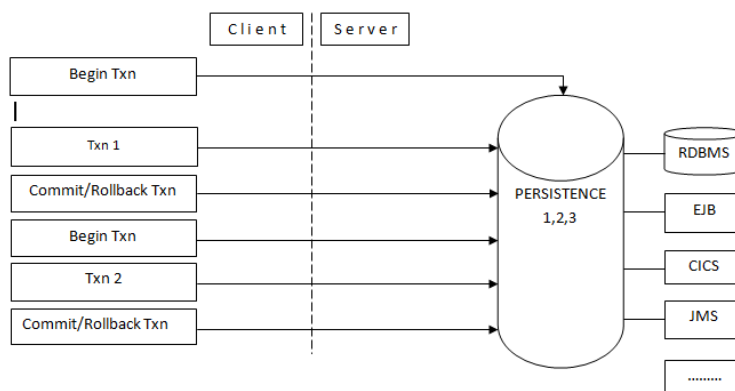 Client
Server
Begin Txn
Txn 1
Commit/Rollback Txn
Begin Txn
Txn 2
Commit/Rollback Txn
PERSISTENCE
1,2,3
RDBMS
EJB
CICS
JMS
.........